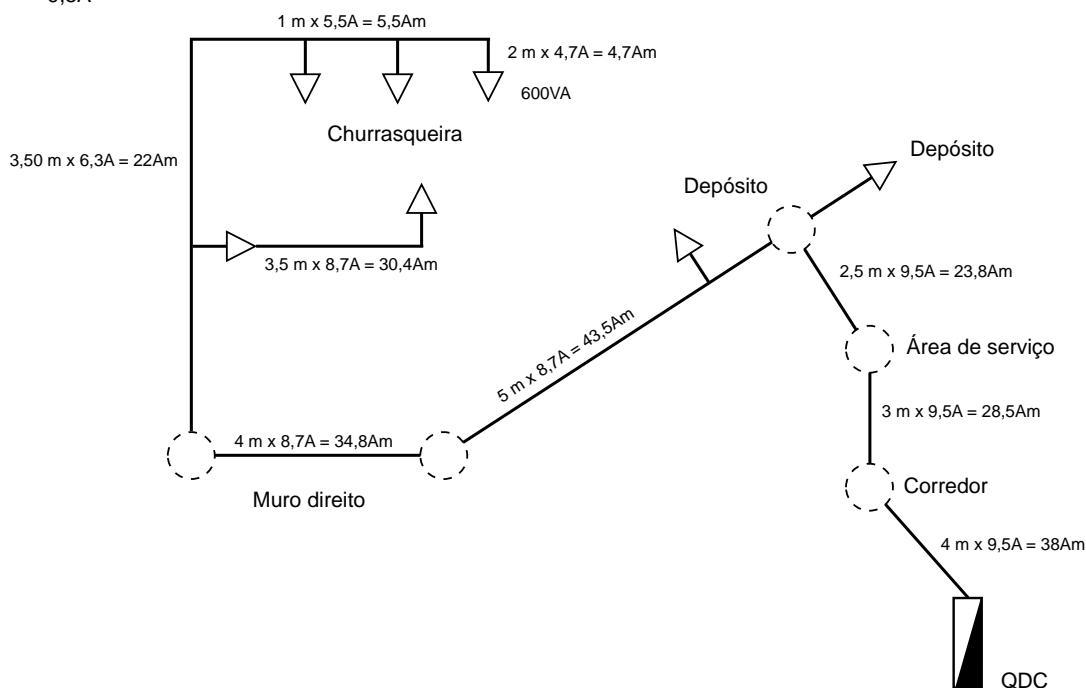 1 m x 5,5A = 5,5Am
2 m x 4,7A = 4,7Am
600VA
Churrasqueira
3,50 m x 6,3A = 22Am
Depósito
Depósito
3,5 m x 8,7A = 30,4Am
2,5 m x 9,5A = 23,8Am
5 m x 8,7A = 43,5Am
Área de serviço
4 m x 8,7A = 34,8Am
3 m x 9,5A = 28,5Am
Muro direito
Corredor
4 m x 9,5A = 38Am
QDC